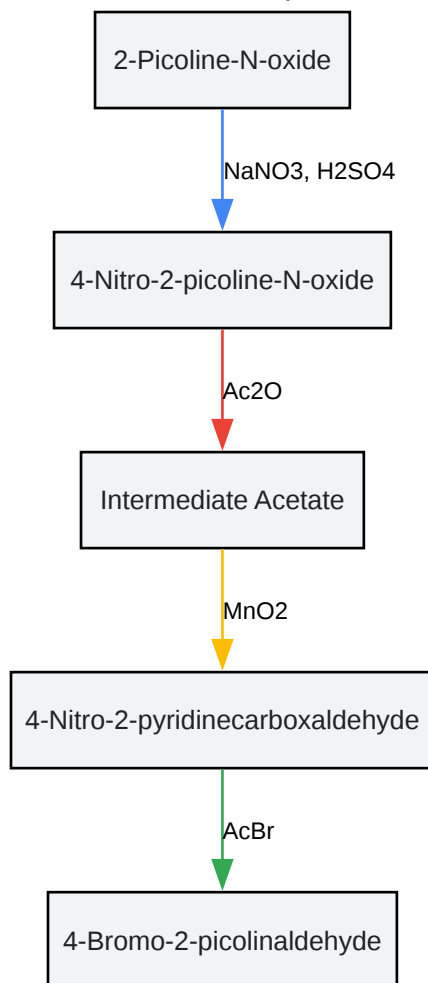 2-Picoline-N-oxide
NaNO3, H2SO4
4-Nitro-2-picoline-N-oxide
Ac2O
Intermediate Acetate
MnO2
4-Nitro-2-pyridinecarboxaldehyde
AcBr
4-Bromo-2-picolinaldehyde